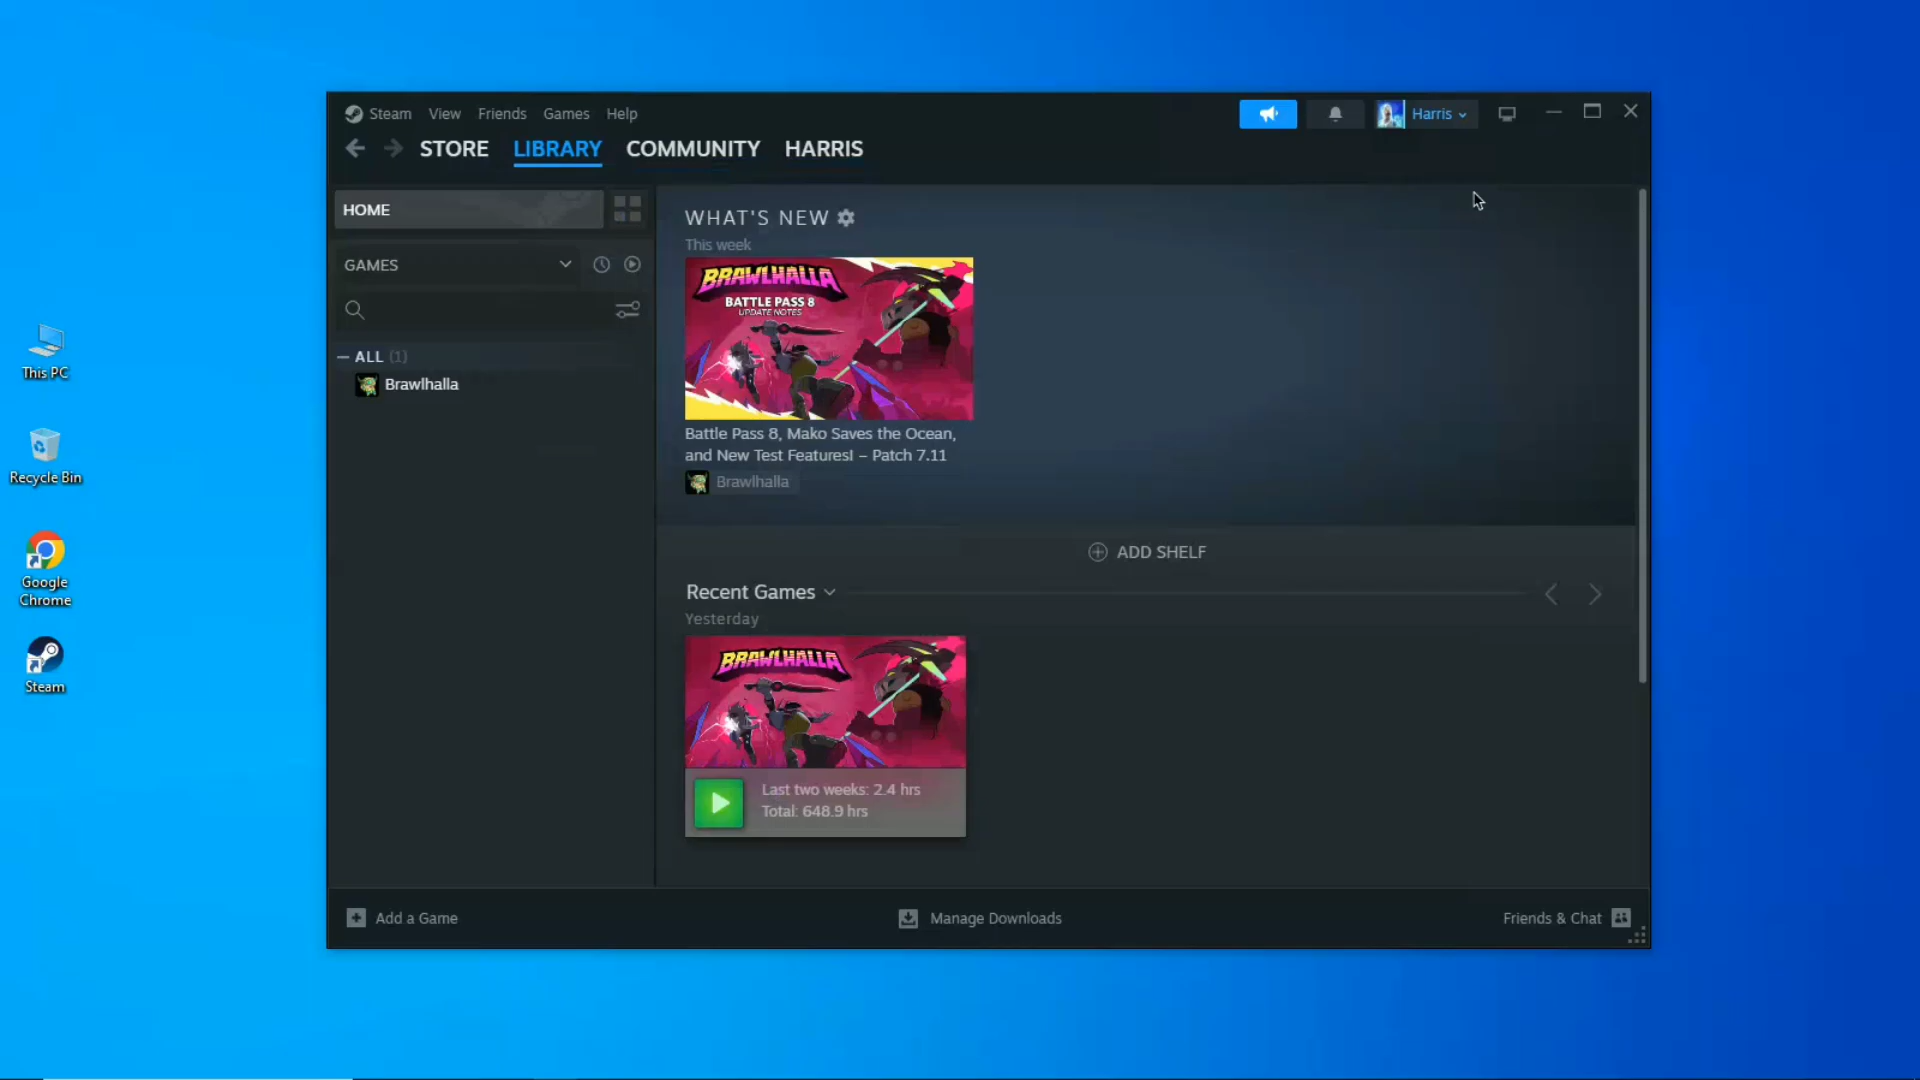 Steam View Friends Games Help
Harris
STORE LIBRARY COMMUNITY HARRIS
HOME
GAMES
— ALL (1)
Brawlhalla
WHAT'S NEW
This week
BRAWLHALLA
BATTLE PASS 8
UPDATE NOTES
Battle Pass 8, Mako Saves the Ocean,
and New Test Features! – Patch 7.11
Brawlhalla
ADD SHELF
Recent Games
Yesterday
BRAWLHALLA
Last two weeks: 2.4 hrs
Total: 648.9 hrs
Add a Game
Manage Downloads
Friends & Chat
This PC
Recycle Bin
Google
Chrome
Steam